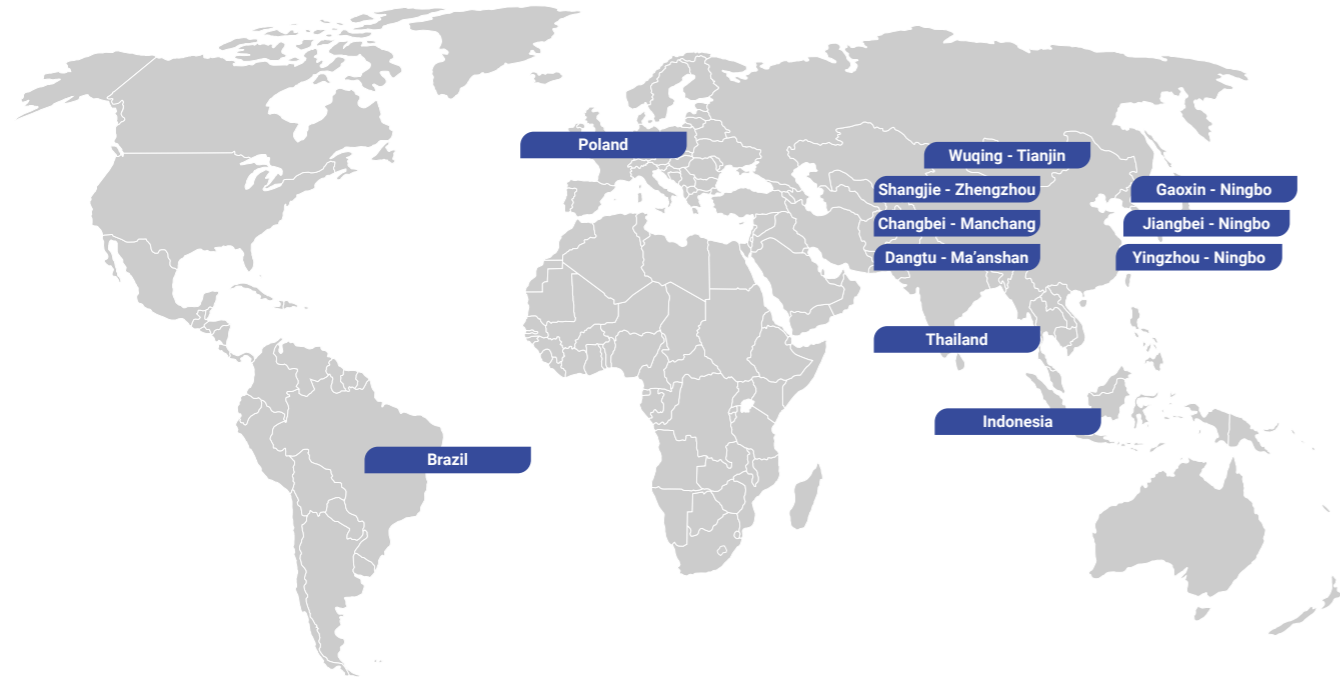 Poland
Wuqing - Tianjin
Shangjie - Zhengzhou
Gaoxin - Ningbo
Changbei - Manchang
Jiangbei - Ningbo
Dangtu - Ma’anshan
Yingzhou - Ningbo
Thailand
Indonesia
Brazil